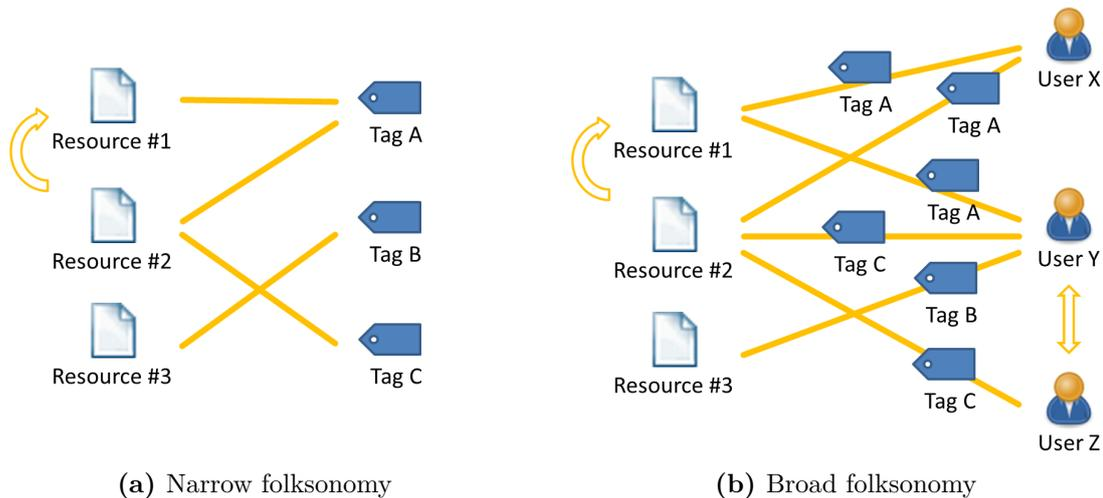 Resource #1
Tag A
Resource #2
Tag B
Resource #3
Tag C
(a) Narrow folksonomy
User X
Tag A
Tag A
Resource #1
Tag A
User Y
Resource #2
Tag C
Tag B
Resource #3
Tag C
User Z
(b) Broad folksonomy